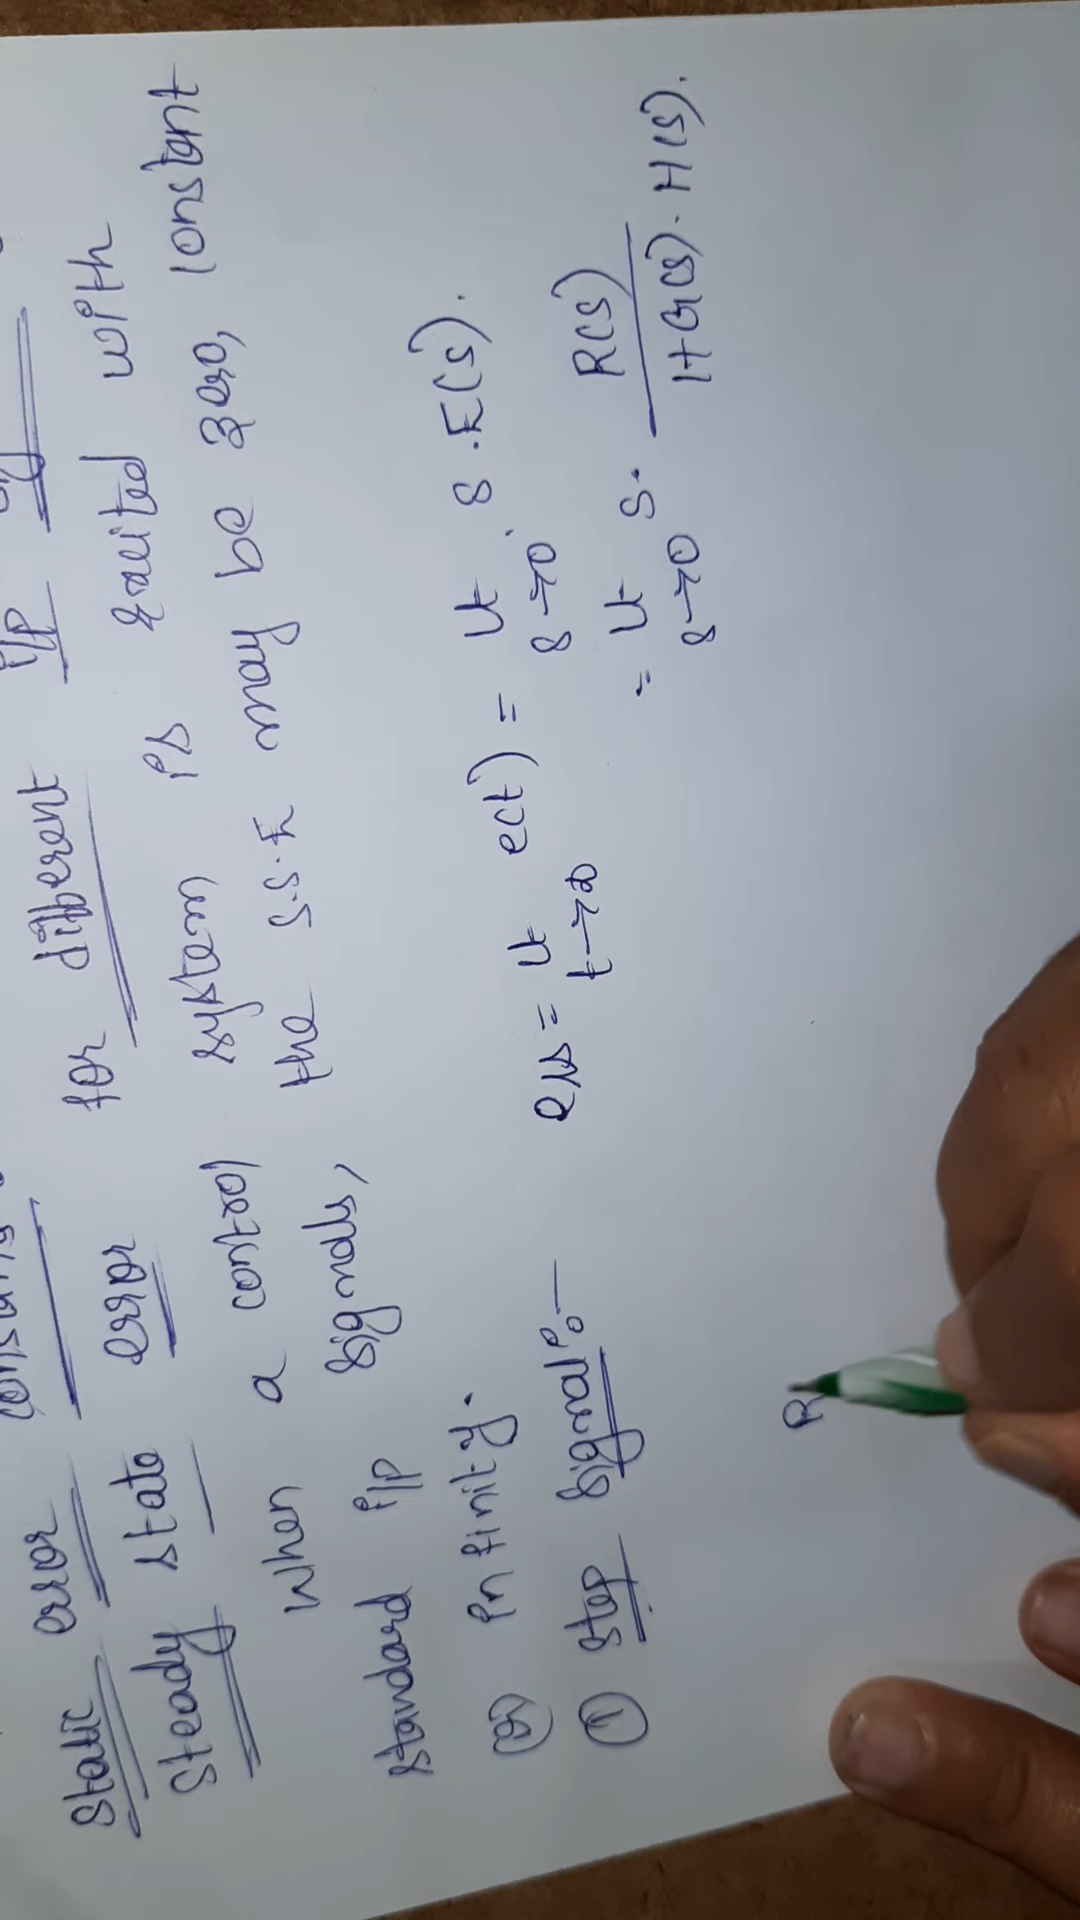 Static error
Steady state error for different i/p
When a control system is excited with
standard i/p signals, the S.S.E may be zero, constant
(or) infinity.
① Step signal :-
ess = lt t→∞ e(t) = lt s→0 s.E(s).
= lt s→0 s. R(s) / 1+G(s).H(s).
R